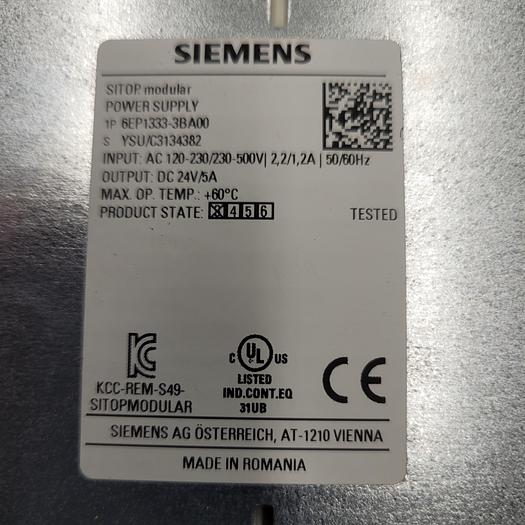 SIEMENS
SITOP modular
POWER SUPPLY
1P 6EP1333-3BA00
S YSU/C3134382
INPUT: AC 120-230/230-500V | 2,2/1,2A | 50/60Hz
OUTPUT: DC 24V/5A
MAX. OP. TEMP.: +60°C
PRODUCT STATE: X 4 5 6
TESTED
KC
KCC-REM-S49-
SITOPMODULAR
C UL US
LISTED
IND.CONT.EQ
31UB
CE
SIEMENS AG ÖSTERREICH, AT-1210 VIENNA
MADE IN ROMANIA